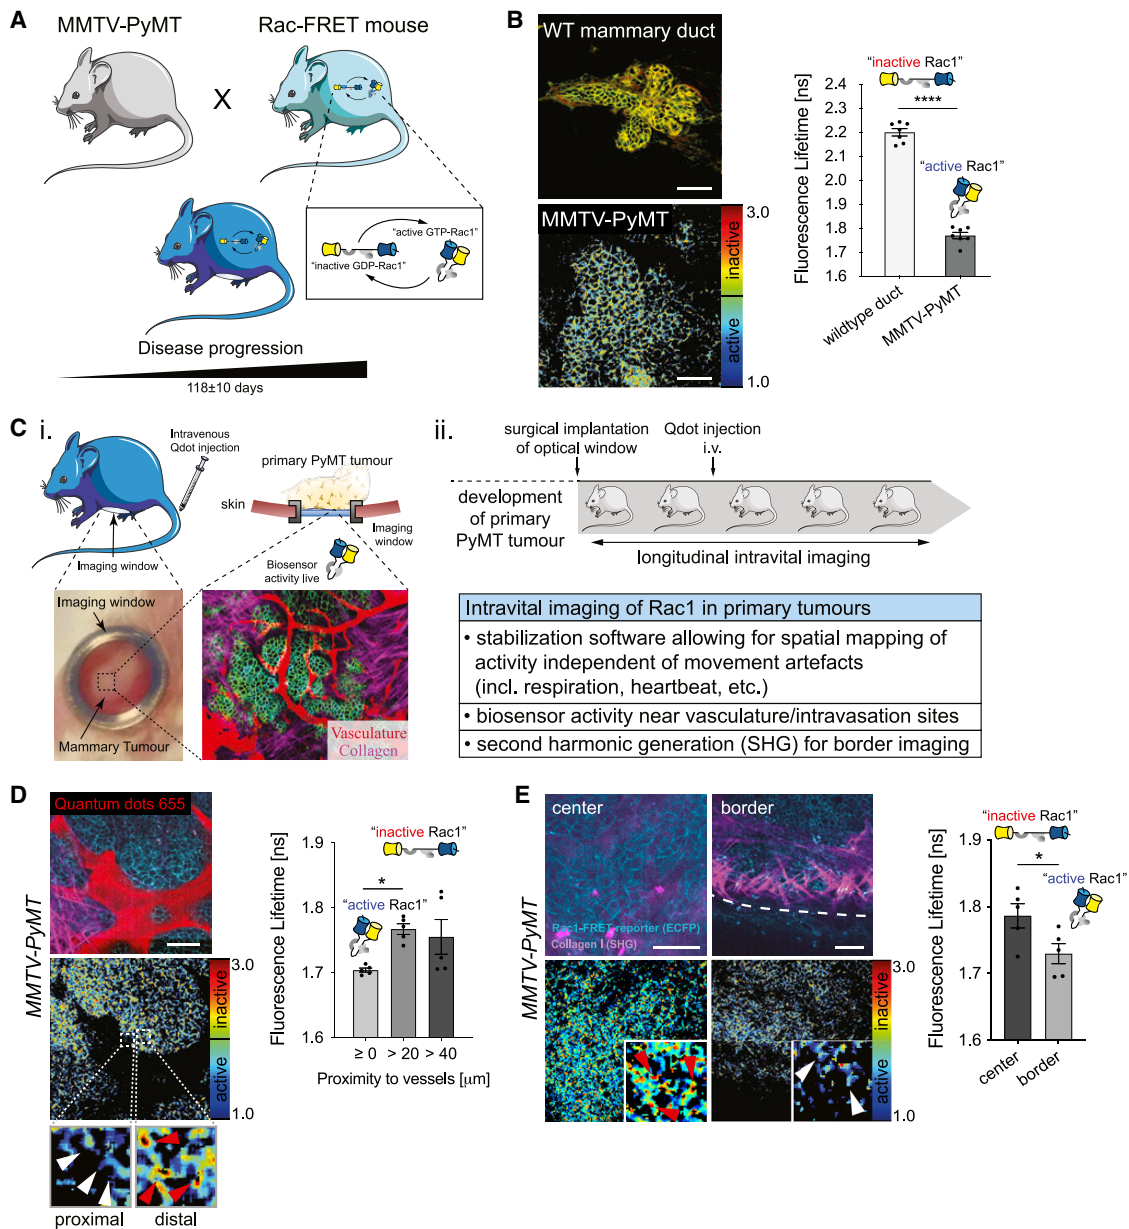 A
MMTV-PyMT
Rac-FRET mouse
X
“active GTP-Rac1”
“inactive GDP-Rac1”
Disease progression
118±10 days
B
WT mammary duct
MMTV-PyMT
3.0
inactive
active
1.0
“inactive Rac1”
****
“active Rac1”
Fluorescence Lifetime [ns]
2.4
2.3
2.2
2.1
2.0
1.9
1.8
1.7
1.6
wildtype duct
MMTV-PyMT
C
i.
Intravenous
Qdot injection
primary PyMT tumour
skin
Imaging
window
Imaging window
Biosensor
activity live
Imaging window
Mammary Tumour
Vasculature
Collagen
ii.
surgical implantation
of optical window
Qdot injection
i.v.
development
of primary
PyMT tumour
longitudinal intravital imaging
Intravital imaging of Rac1 in primary tumours
• stabilization software allowing for spatial mapping of
activity independent of movement artefacts
(incl. respiration, heartbeat, etc.)
• biosensor activity near vasculature/intravasation sites
• second harmonic generation (SHG) for border imaging
D
MMTV-PyMT
Quantum dots 655
3.0
inactive
active
1.0
proximal
distal
“inactive Rac1”
*
“active Rac1”
Fluorescence Lifetime [ns]
1.9
1.8
1.7
1.6
≥ 0
> 20
> 40
Proximity to vessels [μm]
E
MMTV-PyMT
center
border
Rac1-FRET-reporter (ECFP)
Collagen I (SHG)
3.0
inactive
active
1.0
“inactive Rac1”
*
“active Rac1”
Fluorescence Lifetime [ns]
1.9
1.8
1.7
1.6
center
border